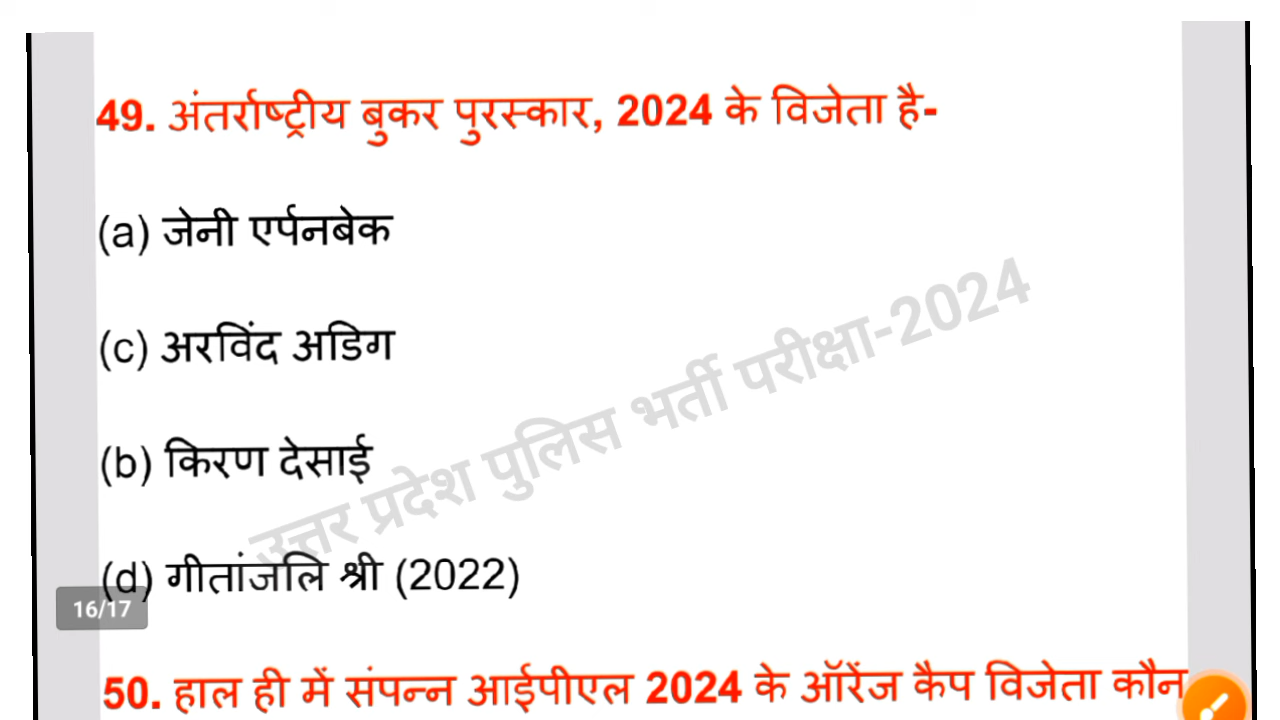 49. अंतर्राष्ट्रीय बुकर पुरस्कार, 2024 के विजेता है-
(a) जेनी एर्पनबेक
(c) अरविंद अडिग
(b) किरण देसाई
(d) गीतांजलि श्री (2022)
उत्तर प्रदेश पुलिस भर्ती परीक्षा-2024
16/17
50. हाल ही में संपन्न आईपीएल 2024 के ऑरेंज कैप विजेता कौन